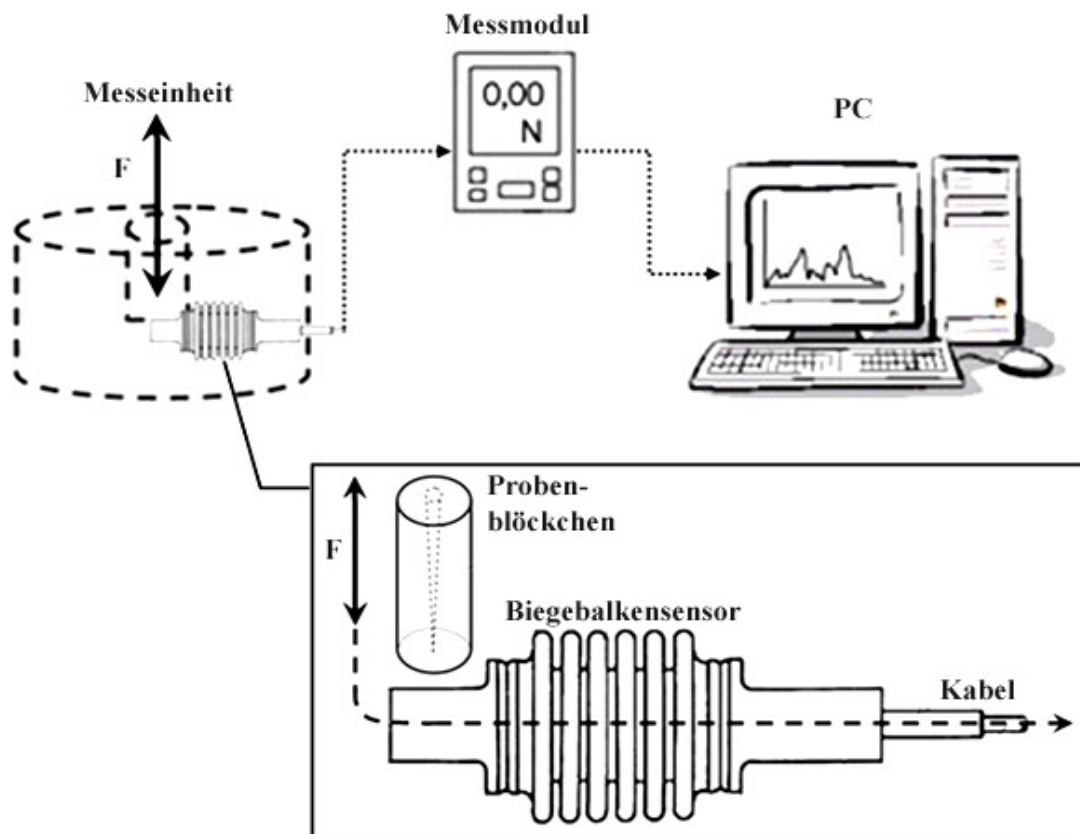 Messmodul
0,00
N
Messeinheit
F
PC
Proben-
blöckchen
F
Biegebalkensensor
Kabel